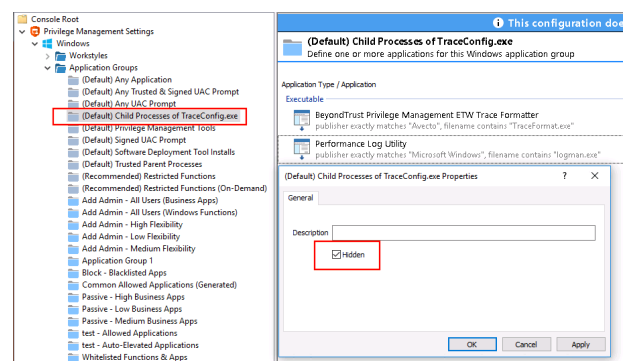 Console Root
Privilege Management Settings
Windows
Workstyles
Application Groups
(Default) Any Application
(Default) Any Trusted & Signed UAC Prompt
(Default) Any UAC Prompt
(Default) Child Processes of TraceConfig.exe
(Default) Privilege Management Tools
(Default) Signed UAC Prompt
(Default) Software Deployment Tool Installs
(Default) Trusted Parent Processes
(Recommended) Restricted Functions
(Recommended) Restricted Functions (On-Demand)
Add Admin - All Users (Business Apps)
Add Admin - All Users (Windows Functions)
Add Admin - High Flexibility
Add Admin - Low Flexibility
Add Admin - Medium Flexibility
Application Group 1
Block - Blacklisted Apps
Common Allowed Applications (Generated)
Passive - High Business Apps
Passive - Low Business Apps
Passive - Medium Business Apps
test - Allowed Applications
test - Auto-Elevated Applications
Whitelisted Functions & Apps
This configuration doe
(Default) Child Processes of TraceConfig.exe
Define one or more applications for this Windows application group
Application Type / Application
Executable
BeyondTrust Privilege Management ETW Trace Formatter
publisher exactly matches "Avecto", filename contains "TraceFormat.exe"
Performance Log Utility
publisher exactly matches "Microsoft Windows", filename contains "logman.exe"
(Default) Child Processes of TraceConfig.exe Properties ? X
General
Description
Hidden
OK Cancel Apply